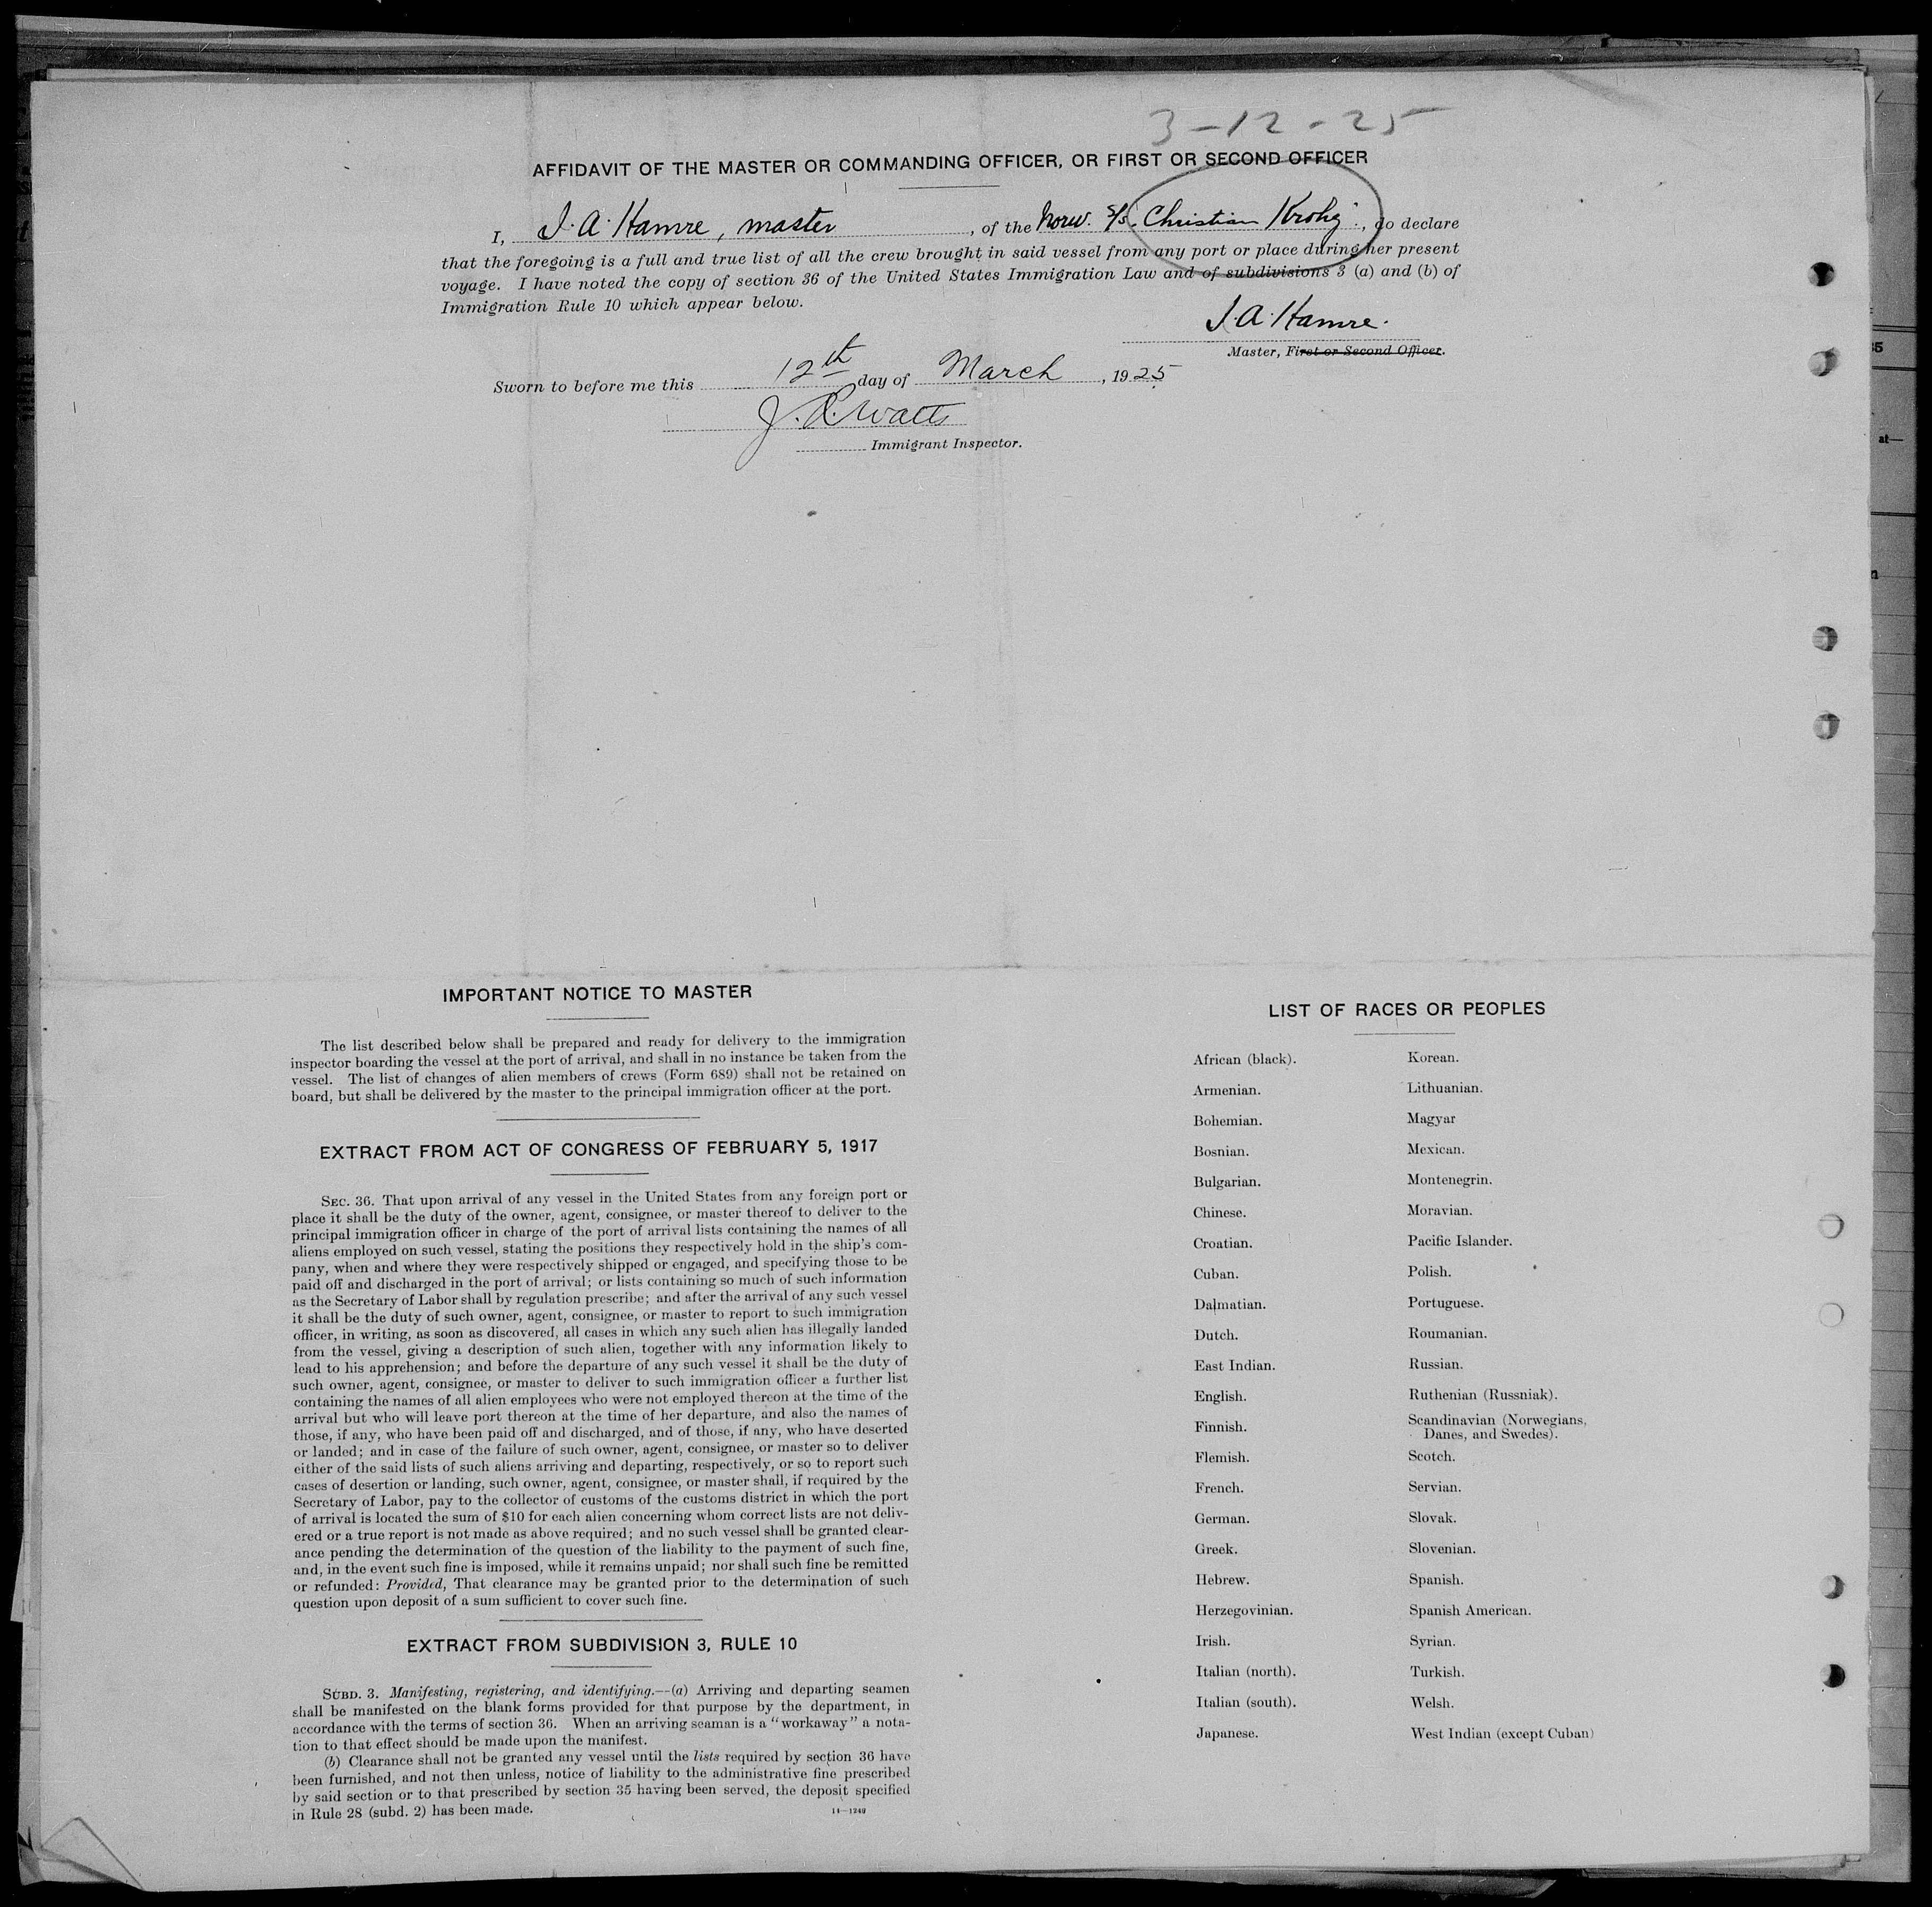 3-12-25
AFFIDAVIT OF THE MASTER OR COMMANDING OFFICER, OR FIRST OR SECOND OFFICER
I, J. A. Hamre, master, of the Norw. S/S. Christian Krohg., do declare
that the foregoing is a full and true list of all the crew brought in said vessel from any port or place during her present
voyage. I have noted the copy of section 36 of the United States Immigration Law and of subdivisions 3 (a) and (b) of
Immigration Rule 10 which appear below.
J. A. Hamre.
Master, First or Second Officer.
Sworn to before me this 12th day of March, 1925
J. R. Watts
Immigrant Inspector.
IMPORTANT NOTICE TO MASTER
The list described below shall be prepared and ready for delivery to the immigration
inspector boarding the vessel at the port of arrival, and shall in no instance be taken from the
vessel. The list of changes of alien members of crews (Form 689) shall not be retained on
board, but shall be delivered by the master to the principal immigration officer at the port.
EXTRACT FROM ACT OF CONGRESS OF FEBRUARY 5, 1917
SEC. 36. That upon arrival of any vessel in the United States from any foreign port or
place it shall be the duty of the owner, agent, consignee, or master thereof to deliver to the
principal immigration officer in charge of the port of arrival lists containing the names of all
aliens employed on such vessel, stating the positions they respectively hold in the ship's com-
pany, when and where they were respectively shipped or engaged, and specifying those to be
paid off and discharged in the port of arrival; or lists containing so much of such information
as the Secretary of Labor shall by regulation prescribe; and after the arrival of any such vessel
it shall be the duty of such owner, agent, consignee, or master to report to such immigration
officer, in writing, as soon as discovered, all cases in which any such alien has illegally landed
from the vessel, giving a description of such alien, together with any information likely to
lead to his apprehension; and before the departure of any such vessel it shall be the duty of
such owner, agent, consignee, or master to deliver to such immigration officer a further list
containing the names of all alien employees who were not employed thereon at the time of the
arrival but who will leave port thereon at the time of her departure, and also the names of
those, if any, who have been paid off and discharged, and of those, if any, who have deserted
or landed; and in case of the failure of such owner, agent, consignee, or master so to deliver
either of the said lists of such aliens arriving and departing, respectively, or so to report such
cases of desertion or landing, such owner, agent, consignee, or master shall, if required by the
Secretary of Labor, pay to the collector of customs of the customs district in which the port
of arrival is located the sum of $10 for each alien concerning whom correct lists are not deliv-
ered or a true report is not made as above required; and no such vessel shall be granted clear-
ance pending the determination of the question of the liability to the payment of such fine,
and, in the event such fine is imposed, while it remains unpaid; nor shall such fine be remitted
or refunded: Provided, That clearance may be granted prior to the determination of such
question upon deposit of a sum sufficient to cover such fine.
EXTRACT FROM SUBDIVISION 3, RULE 10
SUBD. 3. Manifesting, registering, and identifying.--(a) Arriving and departing seamen
shall be manifested on the blank forms provided for that purpose by the department, in
accordance with the terms of section 36. When an arriving seaman is a "workaway" a nota-
tion to that effect should be made upon the manifest.
(b) Clearance shall not be granted any vessel until the lists required by section 36 have
been furnished, and not then unless, notice of liability to the administrative fine prescribed
by said section or to that prescribed by section 35 having been served, the deposit specified
in Rule 28 (subd. 2) has been made.
14-1240
LIST OF RACES OR PEOPLES
African (black).
Armenian.
Bohemian.
Bosnian.
Bulgarian.
Chinese.
Croatian.
Cuban.
Dalmatian.
Dutch.
East Indian.
English.
Finnish.
Flemish.
French.
German.
Greek.
Hebrew.
Herzegovinian.
Irish.
Italian (north).
Italian (south).
Japanese.
Korean.
Lithuanian.
Magyar
Mexican.
Montenegrin.
Moravian.
Pacific Islander.
Polish.
Portuguese.
Roumanian.
Russian.
Ruthenian (Russniak).
Scandinavian (Norwegians,
Danes, and Swedes).
Scotch.
Servian.
Slovak.
Slovenian.
Spanish.
Spanish American.
Syrian.
Turkish.
Welsh.
West Indian (except Cuban)